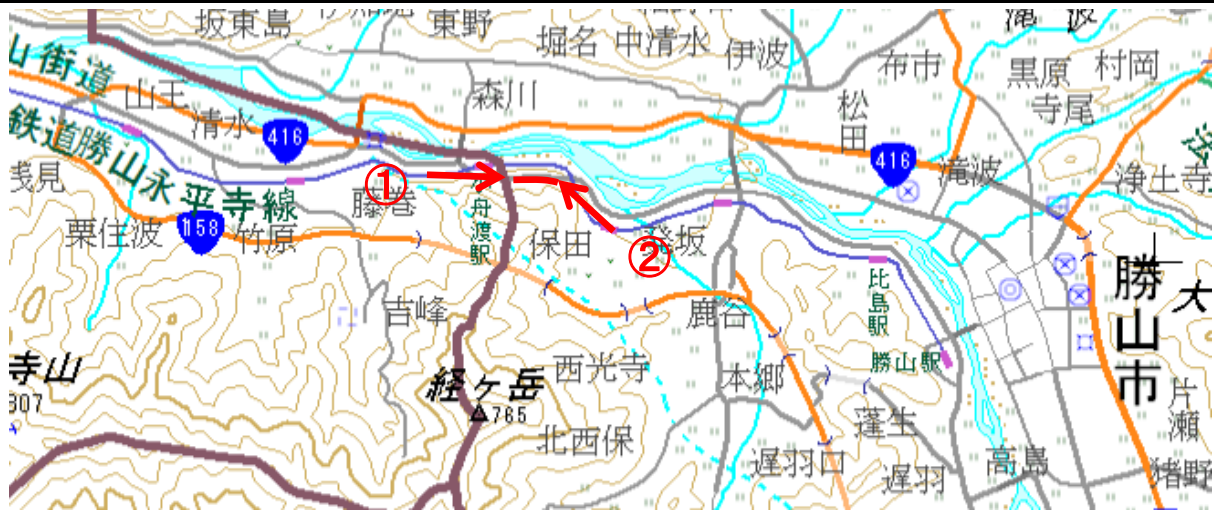 坂東島
東野
滝波
堀名
中清水
伊波
布市
黒原
村岡
山街道
山王
森川
松田
寺尾
清水
416
416
鉄道勝山永平寺線
滝波
浄土寺
浅見
①
藤巻
栗住波
158
竹原
舟渡駅
保田
発坂
②
比島駅
勝山市
大
吉峰
鹿谷
寺山
807
経ヶ岳
765
西光寺
本郷
勝山駅
片瀬
北西保
蓬生
遅羽口
遅羽
高島
猪野